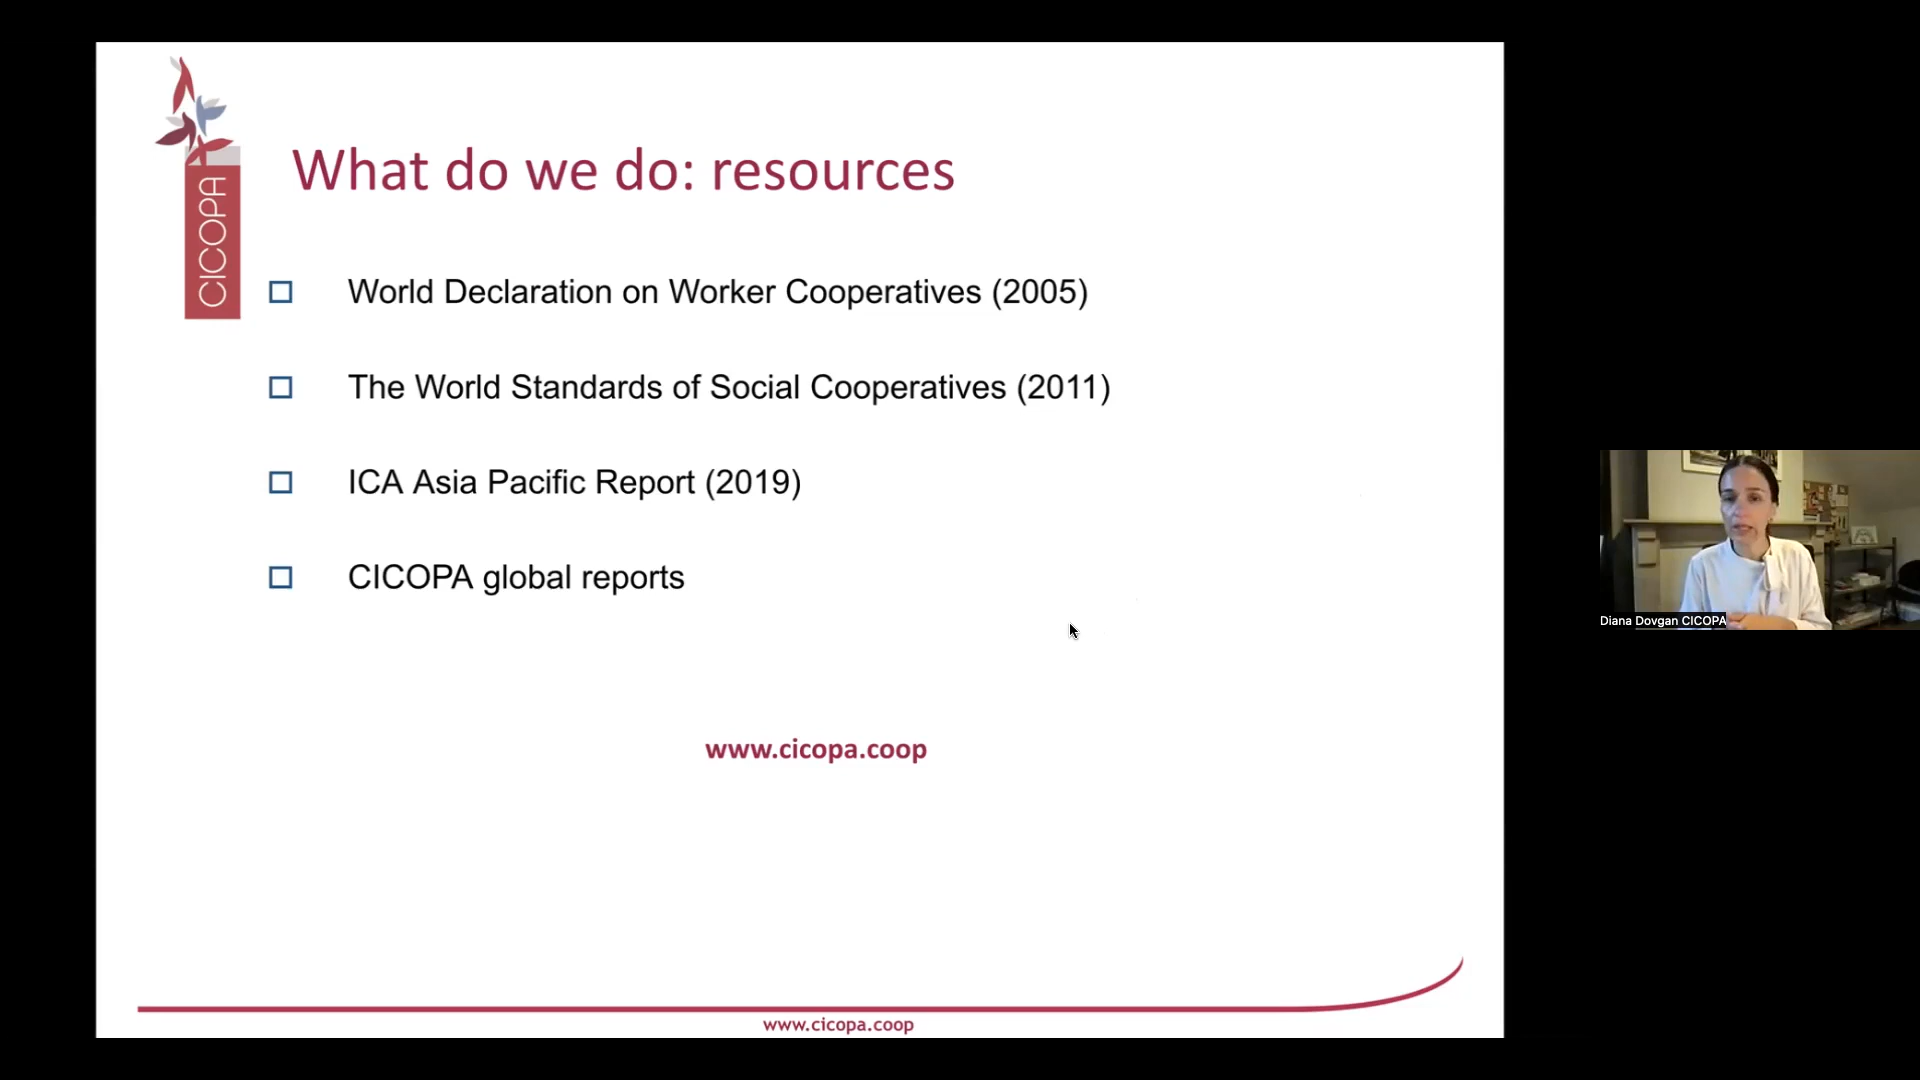 CICOPA
What do we do: resources
World Declaration on Worker Cooperatives (2005)
The World Standards of Social Cooperatives (2011)
ICA Asia Pacific Report (2019)
CICOPA global reports
www.cicopa.coop
www.cicopa.coop
Diana Dovgan CICOPA